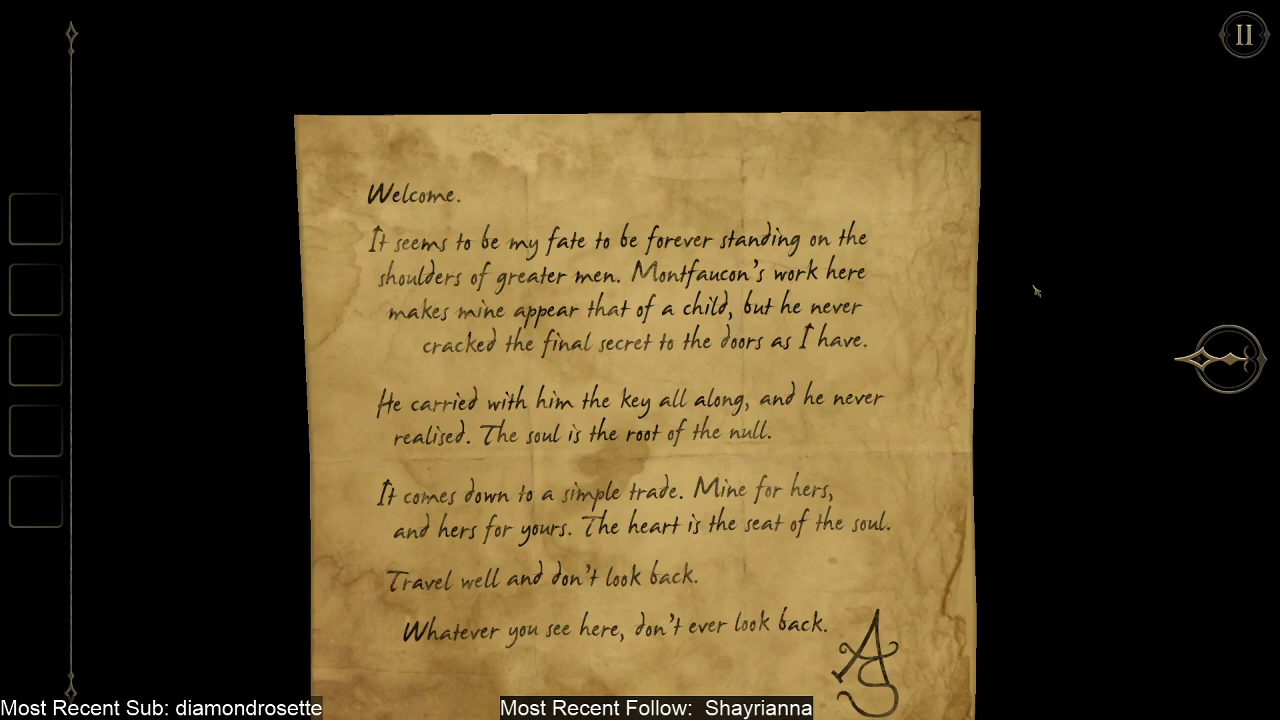 II
Welcome.
It seems to be my fate to be forever standing on the
shoulders of greater men. Montfaucon's work here
makes mine appear that of a child, but he never
cracked the final secret to the doors as I have.
He carried with him the key all along, and he never
realised. The soul is the root of the null.
It comes down to a simple trade. Mine for hers,
and hers for yours. The heart is the seat of the soul.
Travel well and don't look back.
Whatever you see here, don't ever look back.
AS
Most Recent Sub: diamondrosette
Most Recent Follow: Shayrianna